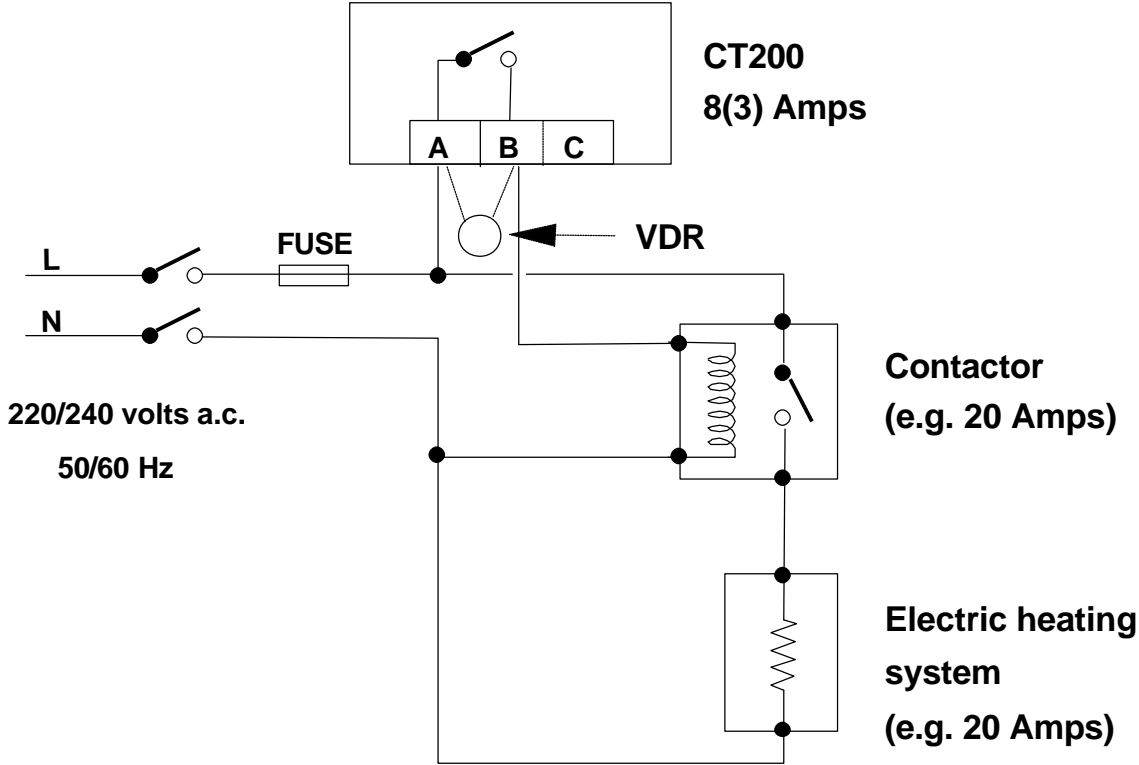 CT200
8(3) Amps
A B C
VDR
FUSE
L
N
220/240 volts a.c.
50/60 Hz
Contactor
(e.g. 20 Amps)
Electric heating
system
(e.g. 20 Amps)